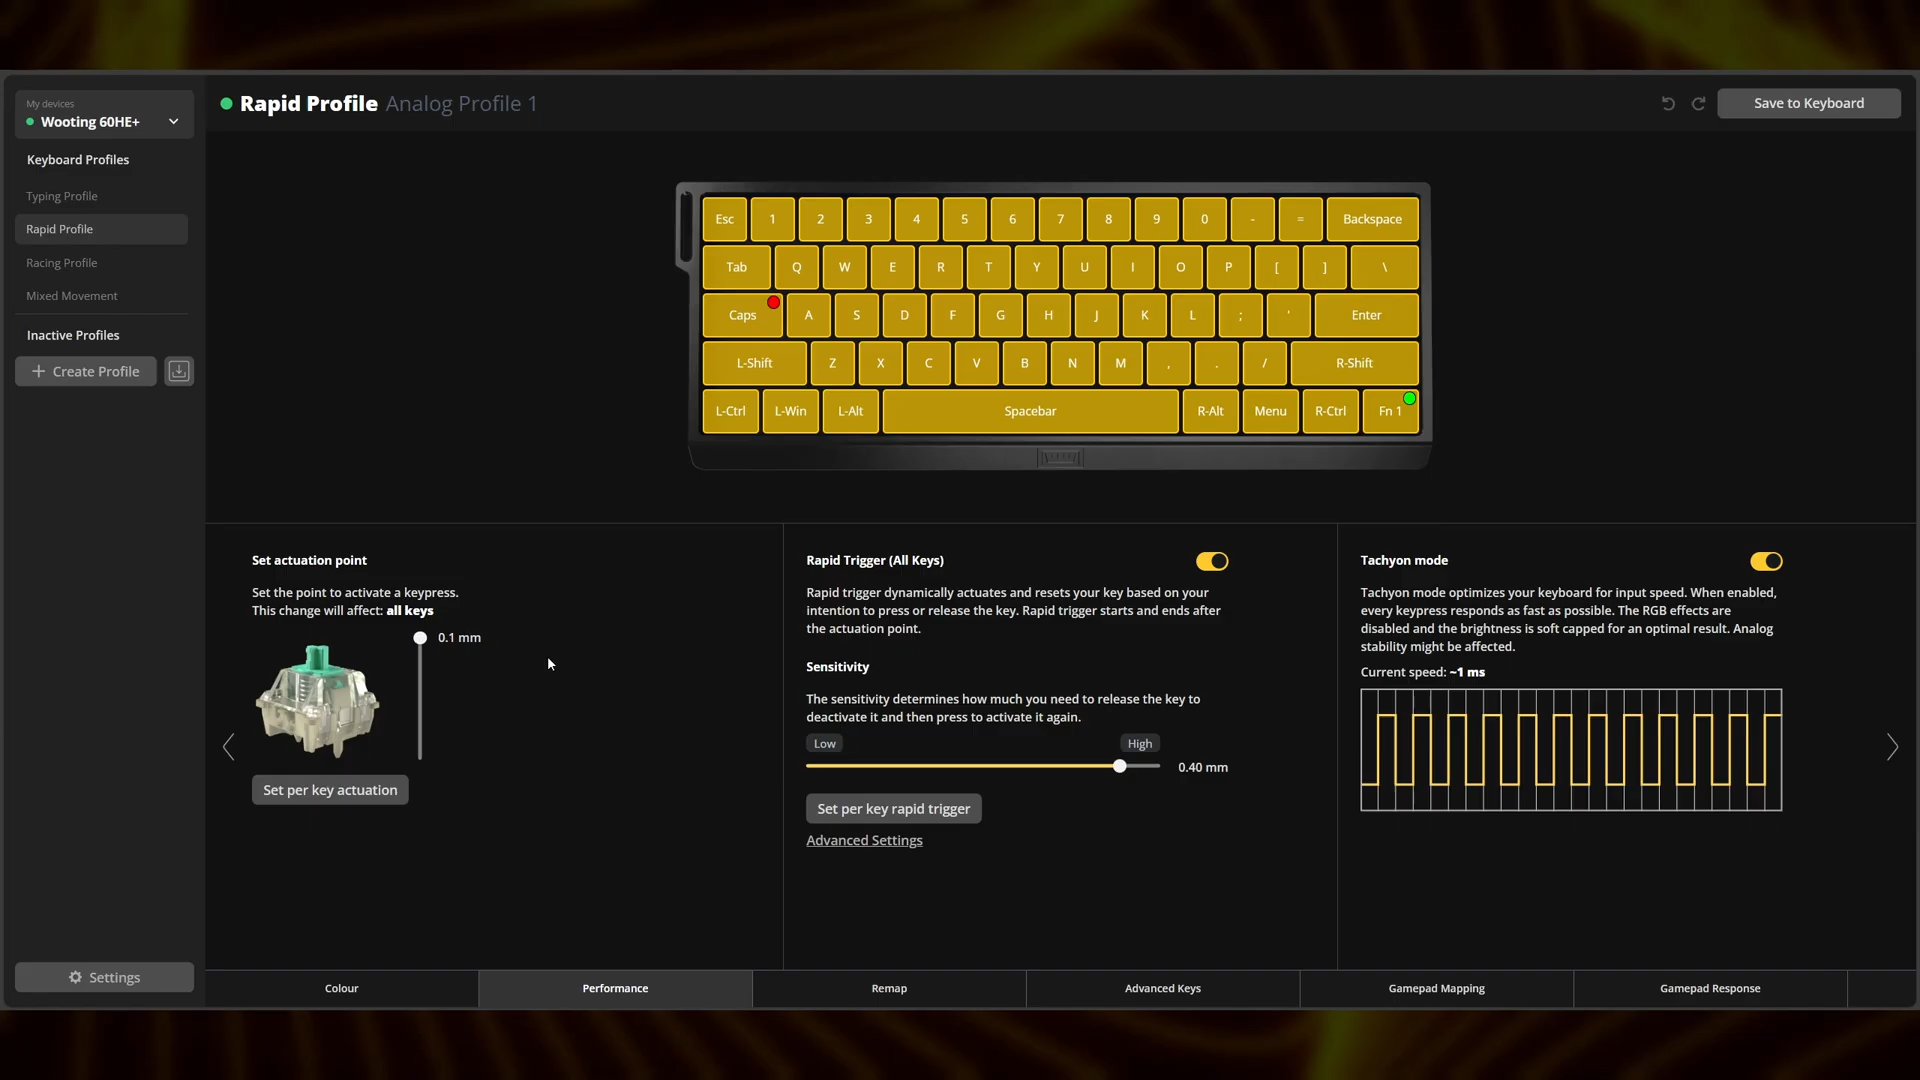 My devices
Wooting 60HE+
Keyboard Profiles
Typing Profile
Rapid Profile
Racing Profile
Mixed Movement
Inactive Profiles
Create Profile
Settings
Rapid Profile Analog Profile 1
Save to Keyboard
Esc 1 2 3 4 5 6 7 8 9 0 - = Backspace
Tab Q W E R T Y U I O P [ ] \
Caps A S D F G H J K L ; ' Enter
L-Shift Z X C V B N M , . / R-Shift
L-Ctrl L-Win L-Alt Spacebar R-Alt Menu R-Ctrl Fn 1
Set actuation point
Set the point to activate a keypress.
This change will affect: all keys
0.1 mm
Set per key actuation
Rapid Trigger (All Keys)
Rapid trigger dynamically actuates and resets your key based on your
intention to press or release the key. Rapid trigger starts and ends after
the actuation point.
Sensitivity
The sensitivity determines how much you need to release the key to
deactivate it and then press to activate it again.
Low High
0.40 mm
Set per key rapid trigger
Advanced Settings
Tachyon mode
Tachyon mode optimizes your keyboard for input speed. When enabled,
every keypress responds as fast as possible. The RGB effects are
disabled and the brightness is soft capped for an optimal result. Analog
stability might be affected.
Current speed: ~1 ms
Colour Performance Remap Advanced Keys Gamepad Mapping Gamepad Response